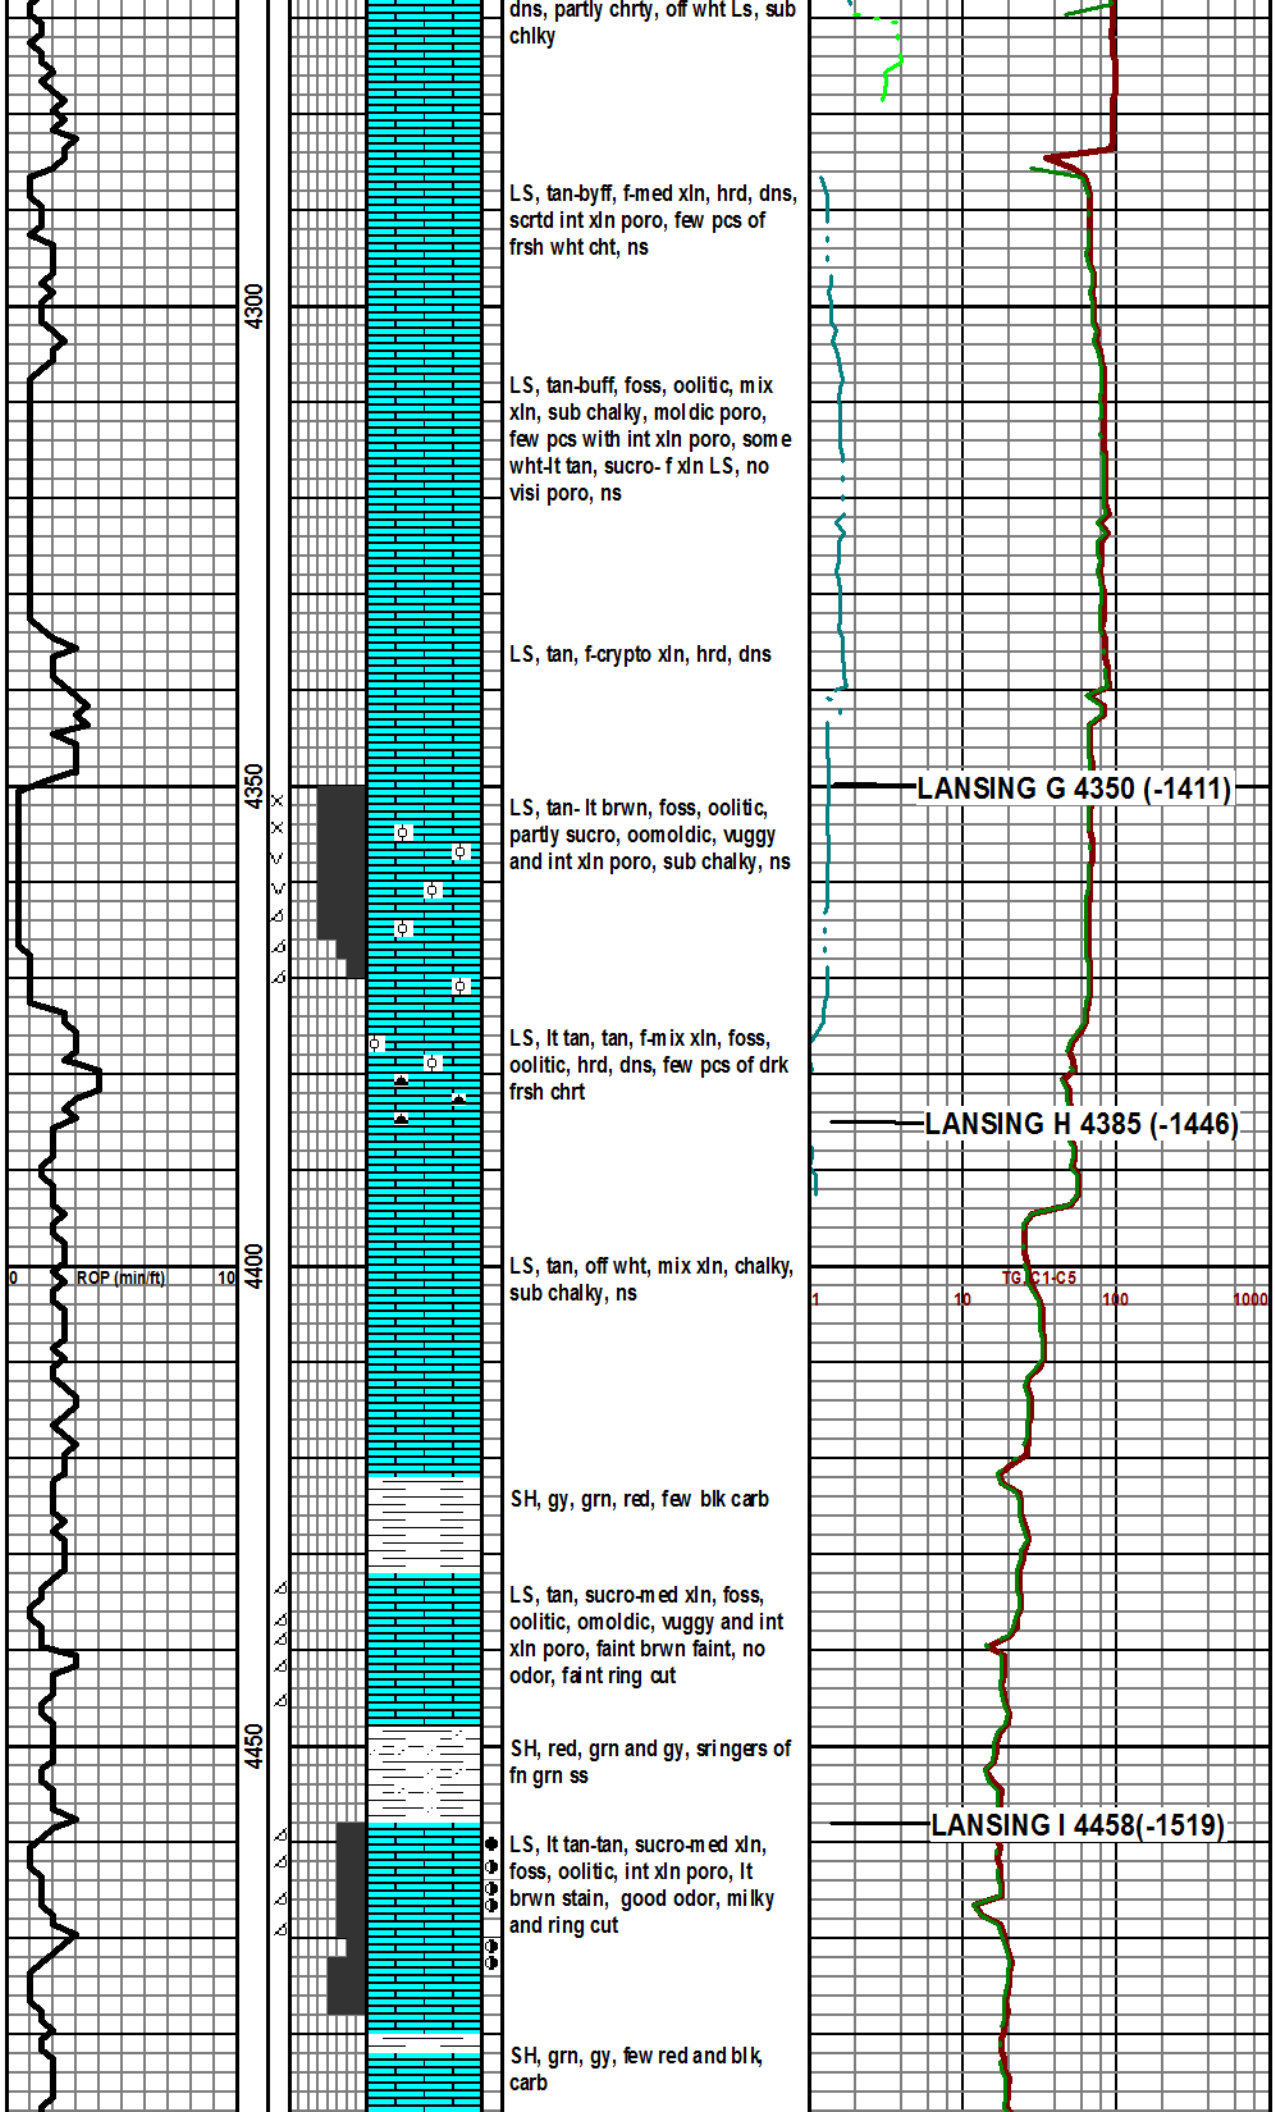 dns, partly chrty, off wht Ls, sub
chlky
LS, tan-byff, f-med xln, hrd, dns,
scrtd int xln poro, few pcs of
frsh wht cht, ns
4300
LS, tan-buff, foss, oolitic, mix
xln, sub chalky, moldic poro,
few pcs with int xln poro, some
wht-lt tan, sucro- f xln LS, no
visi poro, ns
LS, tan, f-crypto xln, hrd, dns
4350
LANSING G 4350 (-1411)
LS, tan- lt brwn, foss, oolitic,
partly sucro, oomoldic, vuggy
and int xln poro, sub chalky, ns
LS, lt tan, tan, f-mix xln, foss,
oolitic, hrd, dns, few pcs of drk
frsh chrt
LANSING H 4385 (-1446)
4400
0 ROP (min/ft) 10
LS, tan, off wht, mix xln, chalky,
sub chalky, ns
TG, C1-C5
1 10 100 1000
SH, gy, grn, red, few blk carb
LS, tan, sucro-med xln, foss,
oolitic, omoldic, vuggy and int
xln poro, faint brwn faint, no
odor, faint ring cut
4450
SH, red, grn and gy, sringers of
fn grn ss
LANSING I 4458(-1519)
LS, lt tan-tan, sucro-med xln,
foss, oolitic, int xln poro, lt
brwn stain, good odor, milky
and ring cut
SH, grn, gy, few red and blk,
carb